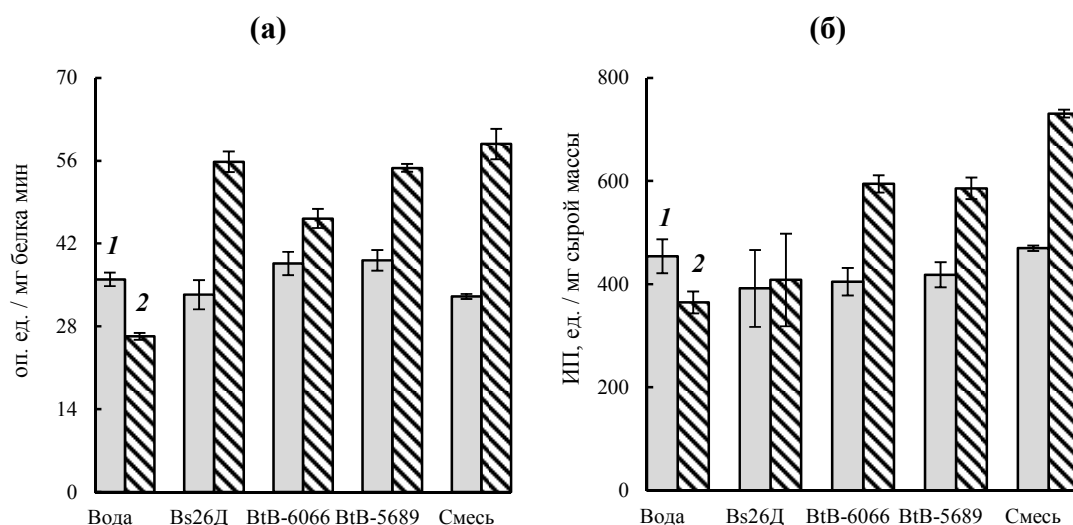 (а)
оп. ед. / мг белка мин
70
56
42
28
14
0
1
2
Вода Bs26Д BtB-6066 BtB-5689 Смесь
(б)
ИП, ед. / мг сырой массы
800
600
400
200
0
1
2
Вода Bs26Д BtB-6066 BtB-5689 Смесь